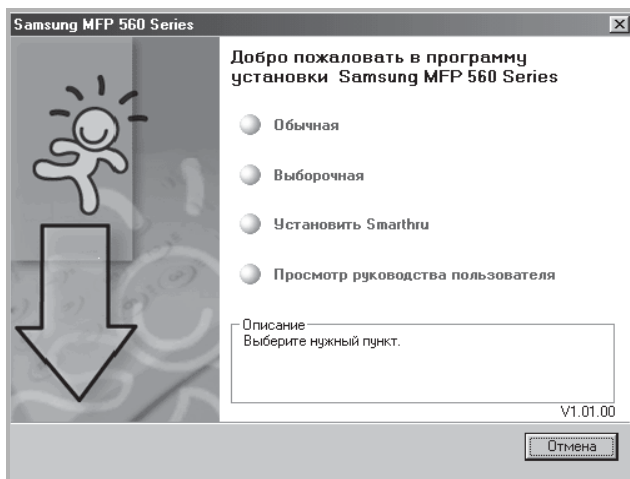 Samsung MFP 560 Series
Добро пожаловать в программу
установки Samsung MFP 560 Series
Обычная
Выборочная
Установить Smarthru
Просмотр руководства пользователя
Описание
Выберите нужный пункт.
V1.01.00
Отмена